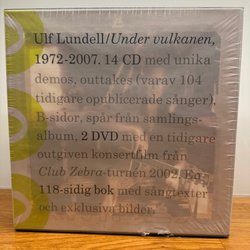 Ulf Lundell/Under vulkanen,
1972-2007. 14 CD med unika
demos, outtakes (varav 104
tidigare opublicerade sånger),
B-sidor, spår från samlings-
album, 2 DVD med en tidigare
outgiven konsertfilm från
Club Zebra-turnén 2002. En
118-sidig bok med sångtexter
och exklusiva bilder.